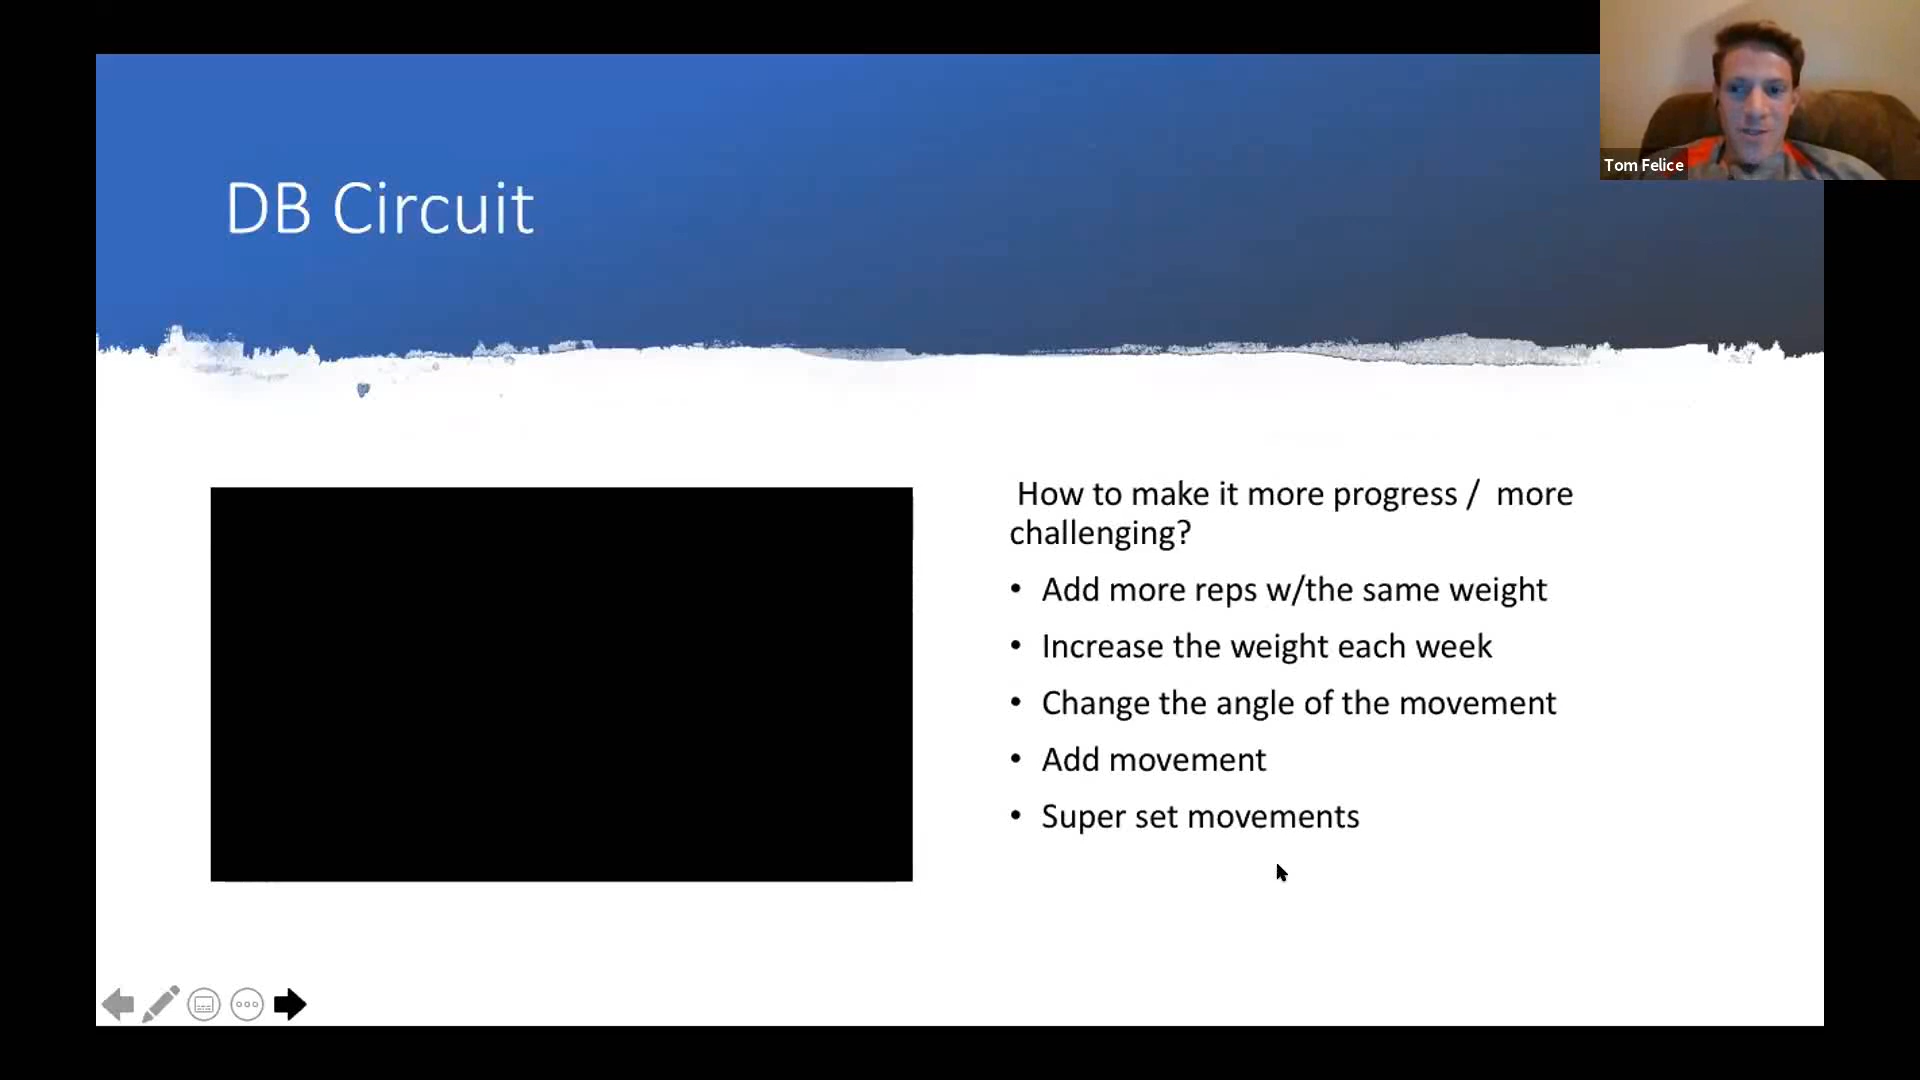 Tom Felice
DB Circuit
How to make it more progress / more
challenging?
• Add more reps w/the same weight
• Increase the weight each week
• Change the angle of the movement
• Add movement
• Super set movements